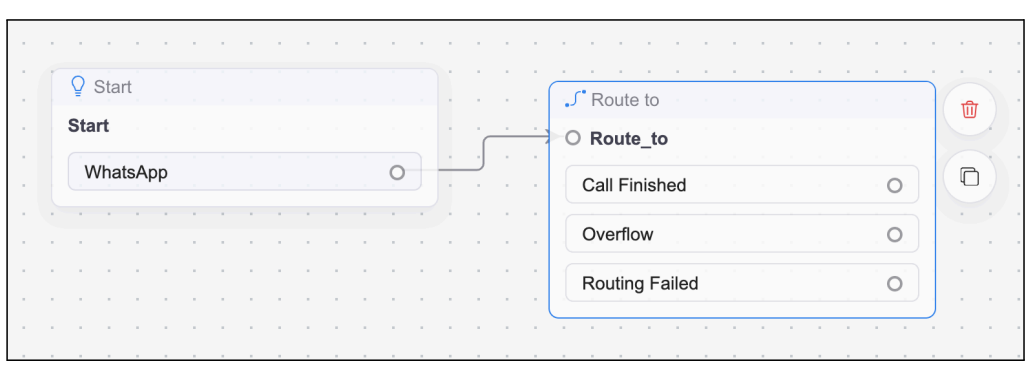 Start
Start
WhatsApp
Route to
Route_to
Call Finished
Overflow
Routing Failed